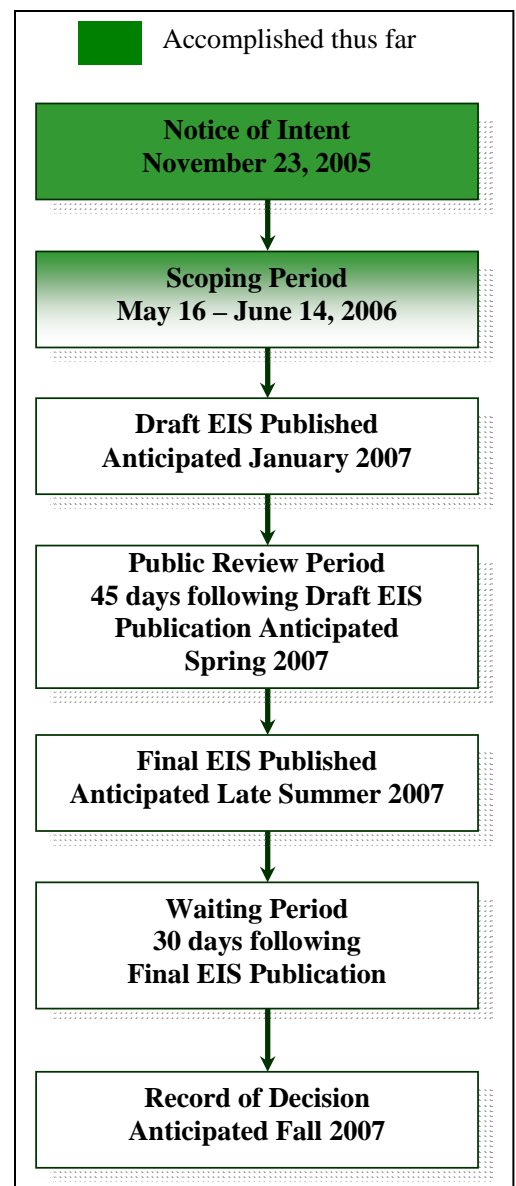 Accomplished thus far
Notice of Intent
November 23, 2005
Scoping Period
May 16 – June 14, 2006
Draft EIS Published
Anticipated January 2007
Public Review Period
45 days following Draft EIS
Publication Anticipated
Spring 2007
Final EIS Published
Anticipated Late Summer 2007
Waiting Period
30 days following
Final EIS Publication
Record of Decision
Anticipated Fall 2007